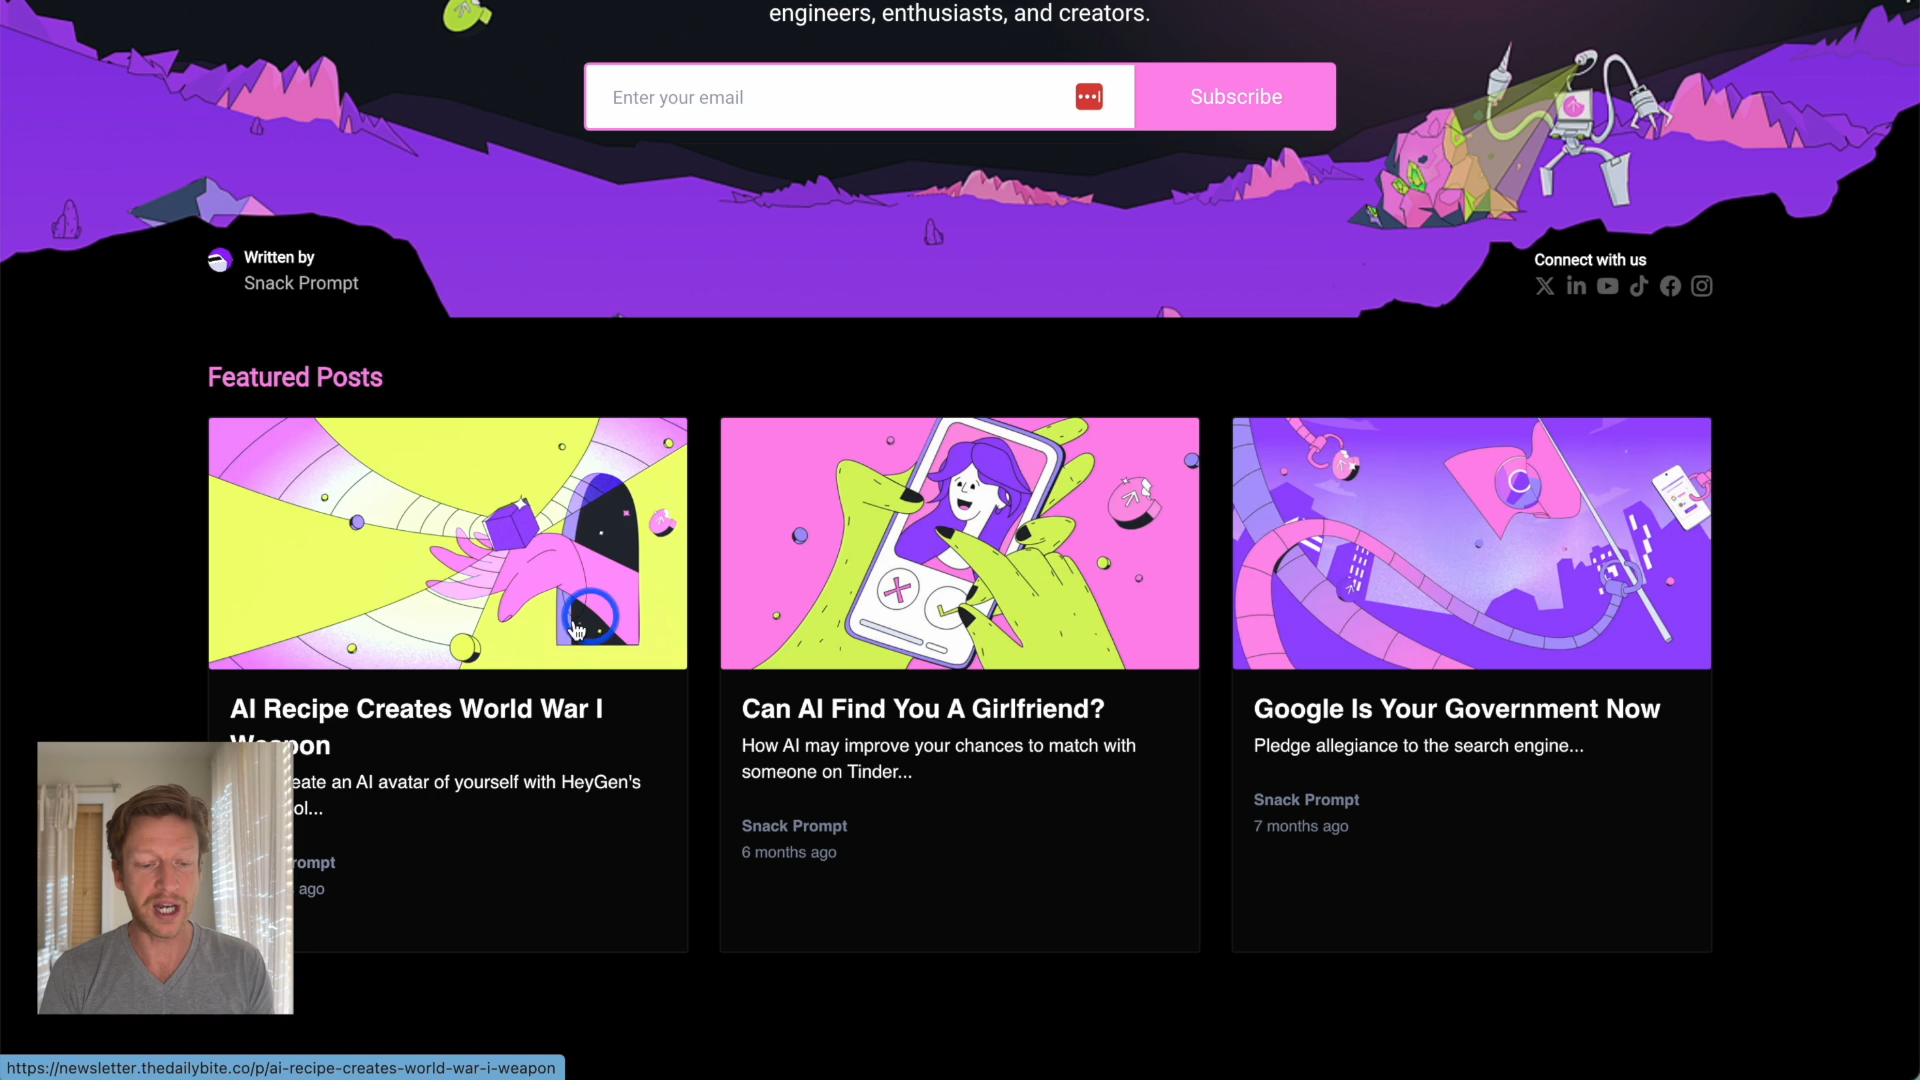 engineers, enthusiasts, and creators.
Enter your email
Subscribe
Written by
Snack Prompt
Connect with us
Featured Posts
AI Recipe Creates World War I
Weapon
eate an AI avatar of yourself with HeyGen's
ol...
rompt
ago
Can AI Find You A Girlfriend?
How AI may improve your chances to match with
someone on Tinder...
Snack Prompt
6 months ago
Google Is Your Government Now
Pledge allegiance to the search engine...
Snack Prompt
7 months ago
https://newsletter.thedailybite.co/p/ai-recipe-creates-world-war-i-weapon